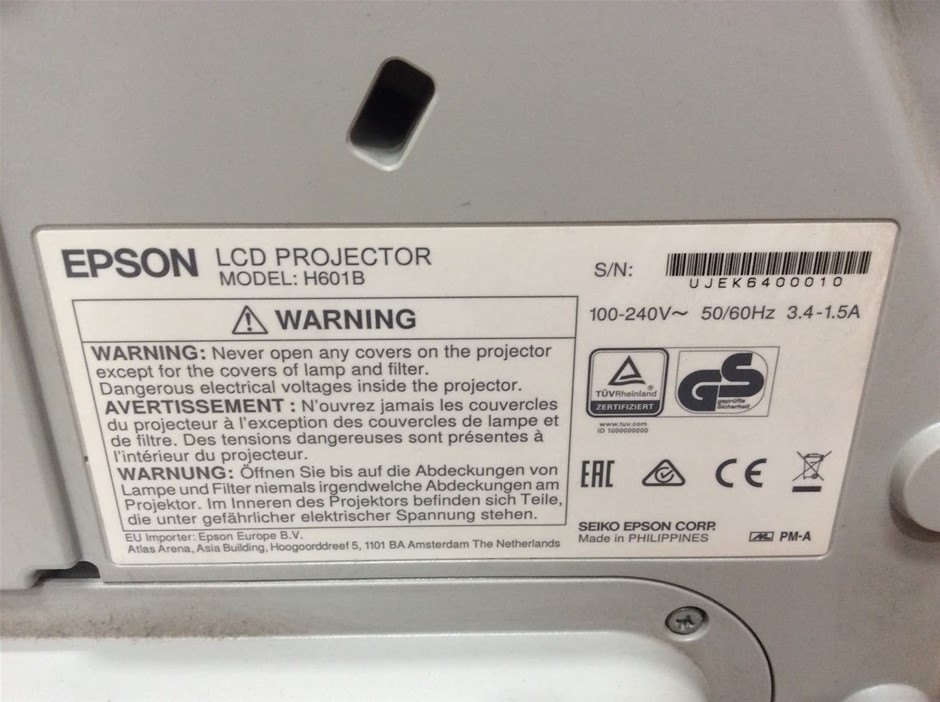 EPSON LCD PROJECTOR
MODEL: H601B
S/N:
UJEK6400010
100-240V~ 50/60Hz 3.4-1.5A
⚠ WARNING
WARNING: Never open any covers on the projector
except for the covers of lamp and filter.
Dangerous electrical voltages inside the projector.
AVERTISSEMENT : N'ouvrez jamais les couvercles
du projecteur à l'exception des couvercles de lampe et
de filtre. Des tensions dangereuses sont présentes à
l'intérieur du projecteur.
WARNUNG: Öffnen Sie bis auf die Abdeckungen von
Lampe und Filter niemals irgendwelche Abdeckungen am
Projektor. Im Inneren des Projektors befinden sich Teile,
die unter gefährlicher elektrischer Spannung stehen.
EU Importer: Epson Europe B.V.
Atlas Arena, Asia Building, Hoogoorddreef 5, 1101 BA Amsterdam The Netherlands
TÜVRheinland®
ZERTIFIZIERT
www.tuv.com
ID 1000000000
GS
geprüfte
Sicherheit
EAC
CE
SEIKO EPSON CORP.
Made in PHILIPPINES
PM-A